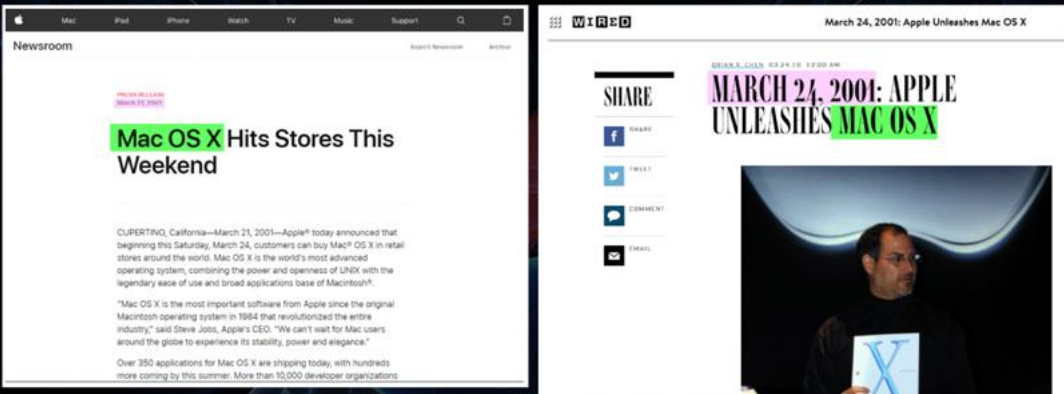 Mac iPad iPhone Watch TV Music Support
Newsroom
Search Newsroom Archive
PRESS RELEASE
March 21, 2001
Mac OS X Hits Stores This
Weekend
CUPERTINO, California—March 21, 2001—Apple® today announced that
beginning this Saturday, March 24, customers can buy Mac® OS X in retail
stores around the world. Mac OS X is the world's most advanced
operating system, combining the power and openness of UNIX with the
legendary ease of use and broad applications base of Macintosh®.
"Mac OS X is the most important software from Apple since the original
Macintosh operating system in 1984 that revolutionized the entire
industry," said Steve Jobs, Apple's CEO. "We can't wait for Mac users
around the globe to experience its stability, power and elegance."
Over 350 applications for Mac OS X are shipping today, with hundreds
more coming by this summer. More than 10,000 developer organizations
WIRED
March 24, 2001: Apple Unleashes Mac OS X
BRIAN X. CHEN 03.24.10 12:00 AM
SHARE
MARCH 24, 2001: APPLE
UNLEASHES MAC OS X
SHARE
TWEET
COMMENT
EMAIL
X